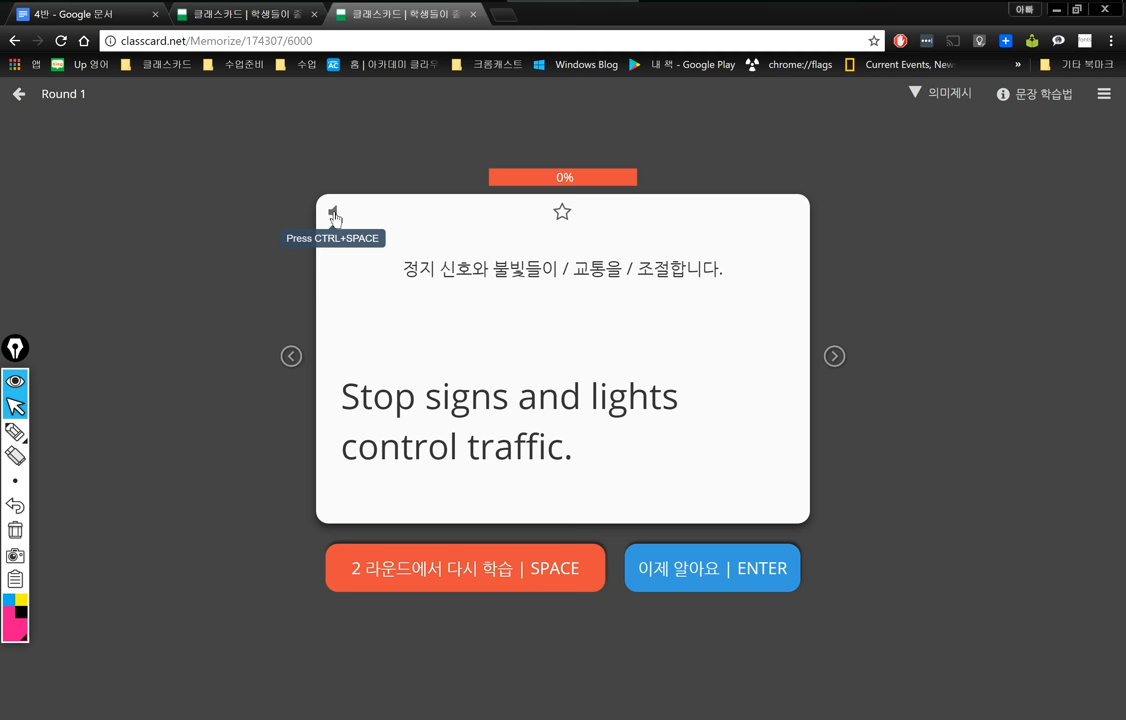 4반 - Google 문서
클래스카드 | 학생들이 좋
클래스카드 | 학생들이 좋
아빠
classcard.net/Memorize/174307/6000
앱
Up 영어
클래스카드
수업준비
수업
홈 | 아카데미 클라우
크롬캐스트
Windows Blog
내 책 - Google Play
chrome://flags
Current Events, New
»
기타 북마크
Round 1
의미제시
문장 학습법
0%
Press CTRL+SPACE
정지 신호와 불빛들이 / 교통을 / 조절합니다.
Stop signs and lights
control traffic.
2 라운드에서 다시 학습 | SPACE
이제 알아요 | ENTER